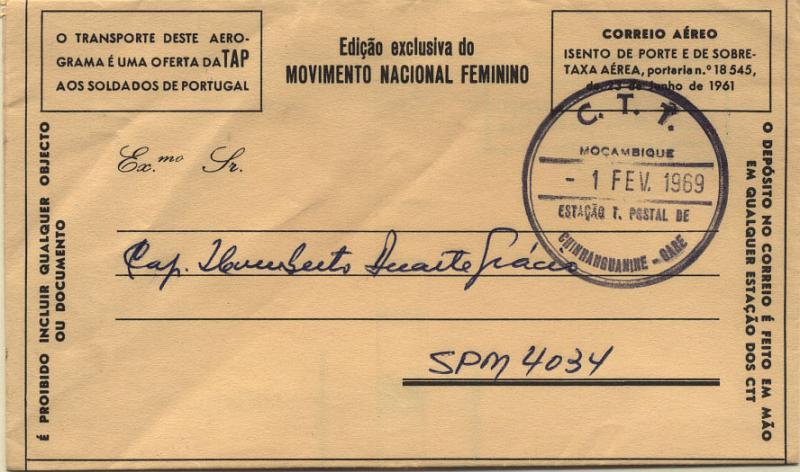 O TRANSPORTE DESTE AERO-
GRAMA É UMA OFERTA DA TAP
AOS SOLDADOS DE PORTUGAL
Edição exclusiva do
MOVIMENTO NACIONAL FEMININO
CORREIO AÉREO
ISENTO DE PORTE E DE SOBRE-
TAXA AÉREA, portaria n.º 18 545,
de 23 de Junho de 1961
É PROIBIDO INCLUIR QUALQUER OBJECTO
OU DOCUMENTO
Ex.mo Sr.
C. T. T.
MOÇAMBIQUE
- 1 FEV. 1969
ESTAÇÃO T. POSTAL DE
CHINHANGUANINE - GARE
Cap. Humberto Duarte Grácio
SPM 4034
O DEPÓSITO NO CORREIO É FEITO EM MÃO
EM QUALQUER ESTAÇÃO DOS CTT